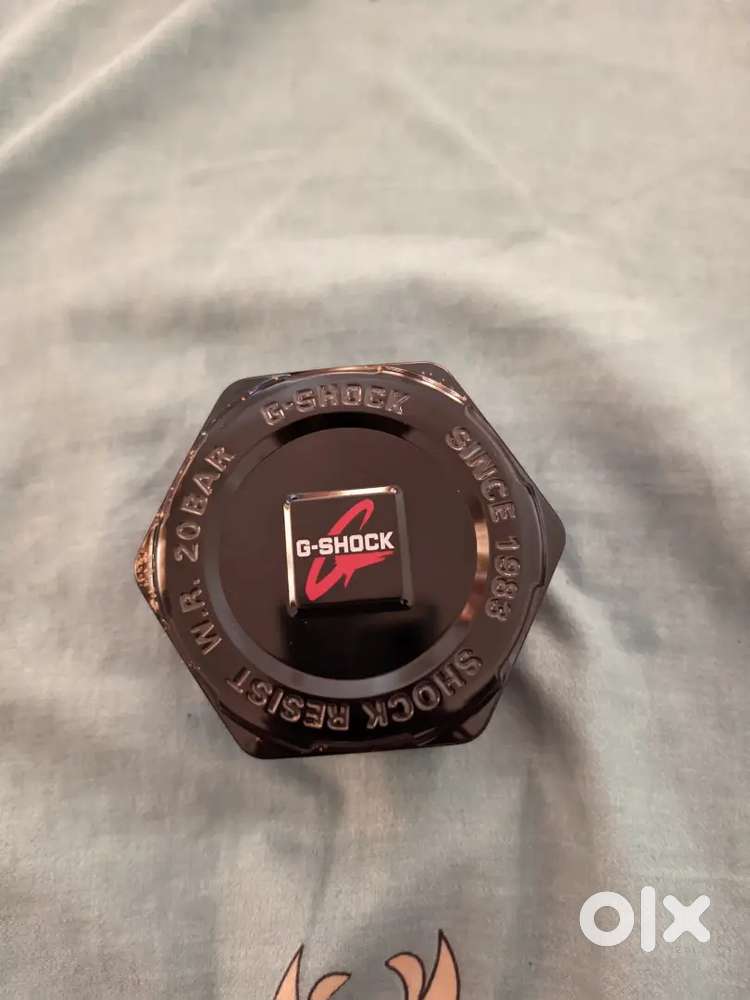 G-SHOCK
SINCE 1983
SHOCK RESIST
W.R. 20BAR
G-SHOCK
olx